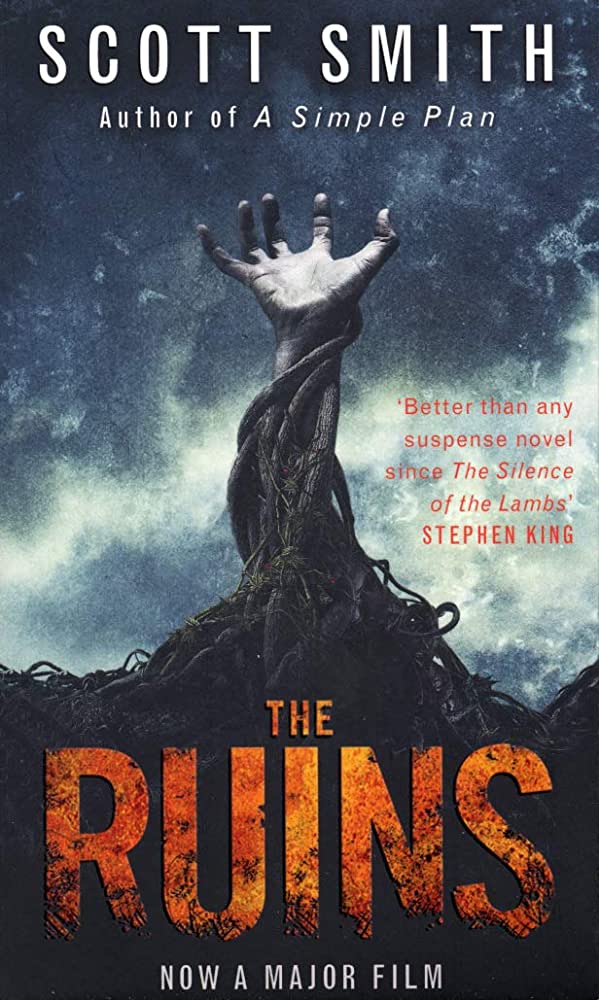 SCOTT SMITH
Author of A Simple Plan
‘Better than any
suspense novel
since The Silence
of the Lambs’
STEPHEN KING
THE
RUINS
NOW A MAJOR FILM